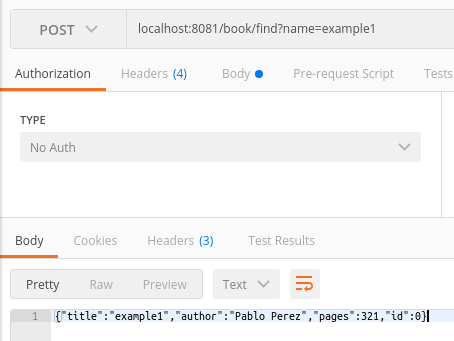 POST localhost:8081/book/find?name=example1
Authorization Headers (4) Body Pre-request Script Tests
TYPE
No Auth
Body Cookies Headers (3) Test Results
Pretty Raw Preview Text
1 {"title":"example1","author":"Pablo Perez","pages":321,"id":0}